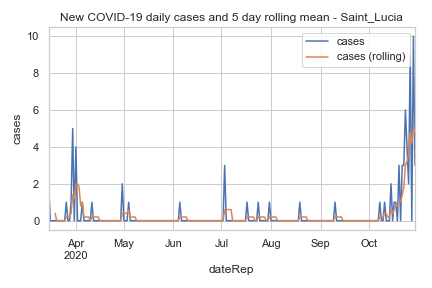 New COVID-19 daily cases and 5 day rolling mean - Saint_Lucia
cases
cases (rolling)
10
8
6
4
2
0
cases
Apr May Jun Jul Aug Sep Oct
2020
dateRep